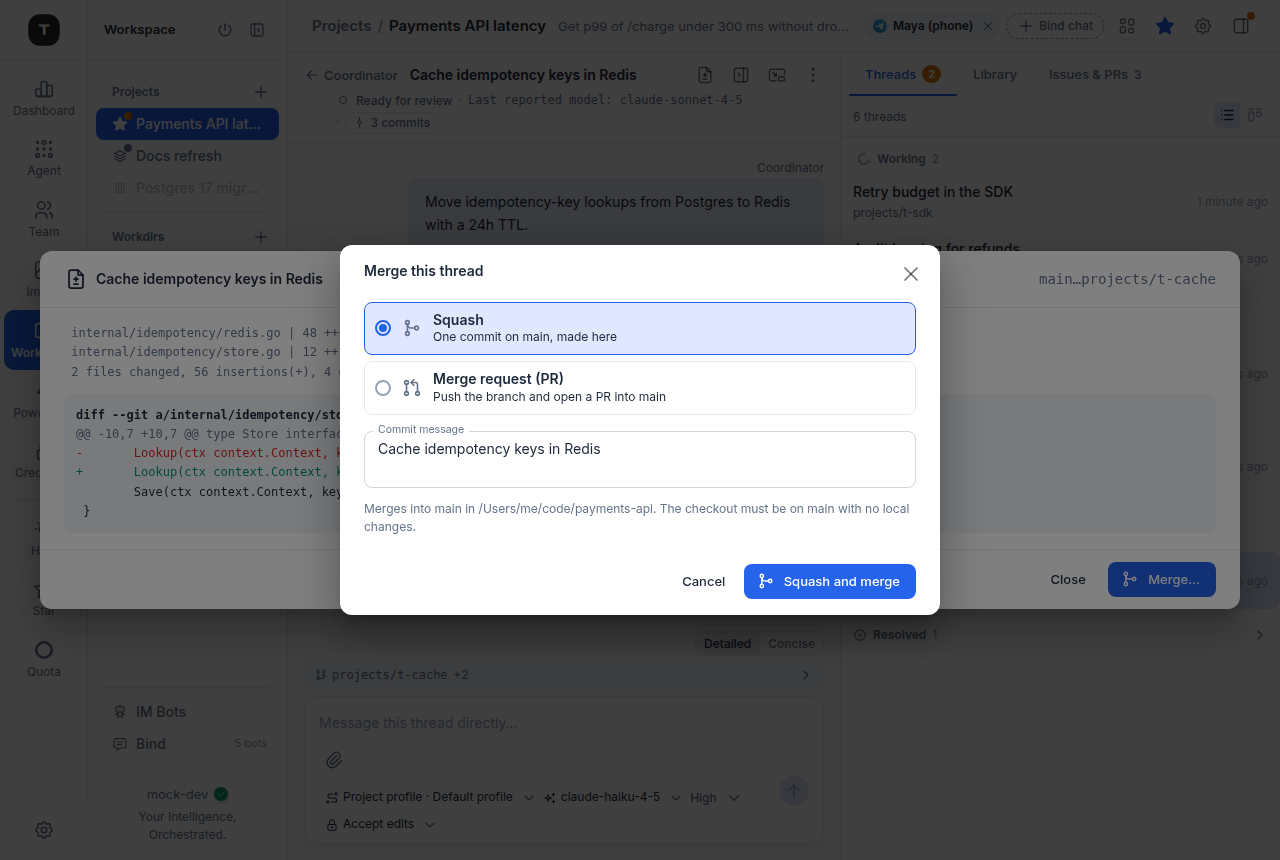 Workspace
Projects / Payments API latency
Get p99 of /charge under 300 ms without dro…
Maya (phone)
Bind chat
Dashboard
Agent
Team
Quota
Projects
Payments API lat…
Docs refresh
Postgres 17 migr…
Workdirs
IM Bots
Bind
5 bots
mock-dev
Your Intelligence,
Orchestrated.
Coordinator
Cache idempotency keys in Redis
Ready for review · Last reported model: claude-sonnet-4-5
· 3 commits
Coordinator
Move idempotency-key lookups from Postgres to Redis
with a 24h TTL.
Threads 2
Library
Issues & PRs 3
6 threads
Working 2
Retry budget in the SDK
projects/t-sdk
1 minute ago
Cache idempotency keys in Redis
main…projects/t-cache
internal/idempotency/redis.go | 48 ++
internal/idempotency/store.go | 12 ++
2 files changed, 56 insertions(+), 4
diff --git a/internal/idempotency/sto
@@ -10,7 +10,7 @@ type Store interfac
- Lookup(ctx context.Context, k
+ Lookup(ctx context.Context, k
Save(ctx context.Context, key
}
Close
Merge…
Merge this thread
Squash
One commit on main, made here
Merge request (PR)
Push the branch and open a PR into main
Commit message
Cache idempotency keys in Redis
Merges into main in /Users/me/code/payments-api. The checkout must be on main with no local
changes.
Cancel
Squash and merge
Detailed
Concise
projects/t-cache +2
Message this thread directly…
Project profile · Default profile
claude-haiku-4-5
High
Accept edits
Resolved 1